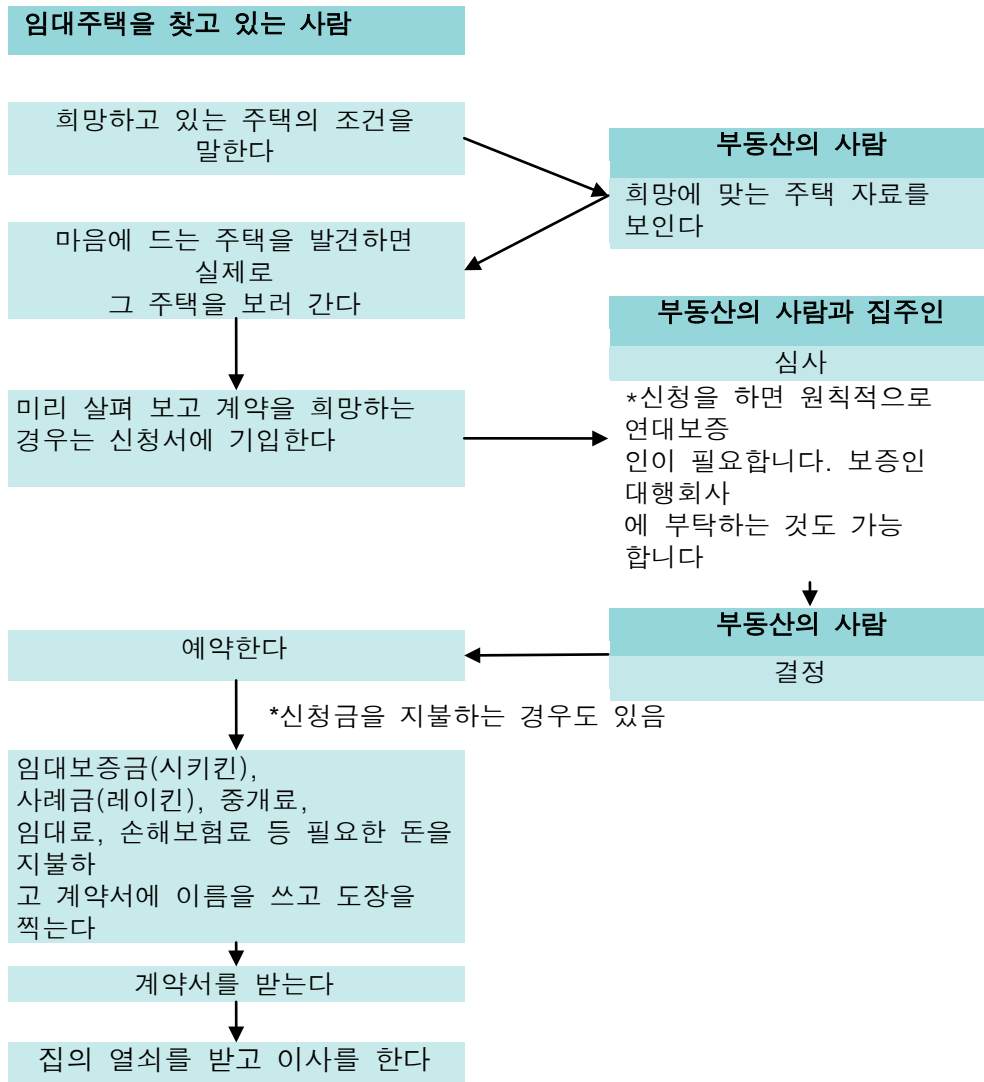 임대주택을 찾고 있는 사람
희망하고 있는 주택의 조건을
말한다
부동산의 사람
희망에 맞는 주택 자료를
보인다
마음에 드는 주택을 발견하면
실제로
그 주택을 보러 간다
미리 살펴 보고 계약을 희망하는
경우는 신청서에 기입한다
부동산의 사람과 집주인
심사
*신청을 하면 원칙적으로
연대보증
인이 필요합니다. 보증인
대행회사
에 부탁하는 것도 가능
합니다
부동산의 사람
결정
예약한다
*신청금을 지불하는 경우도 있음
임대보증금(시키킨),
사례금(레이킨), 중개료,
임대료, 손해보험료 등 필요한 돈을
지불하
고 계약서에 이름을 쓰고 도장을
찍는다
계약서를 받는다
집의 열쇠를 받고 이사를 한다